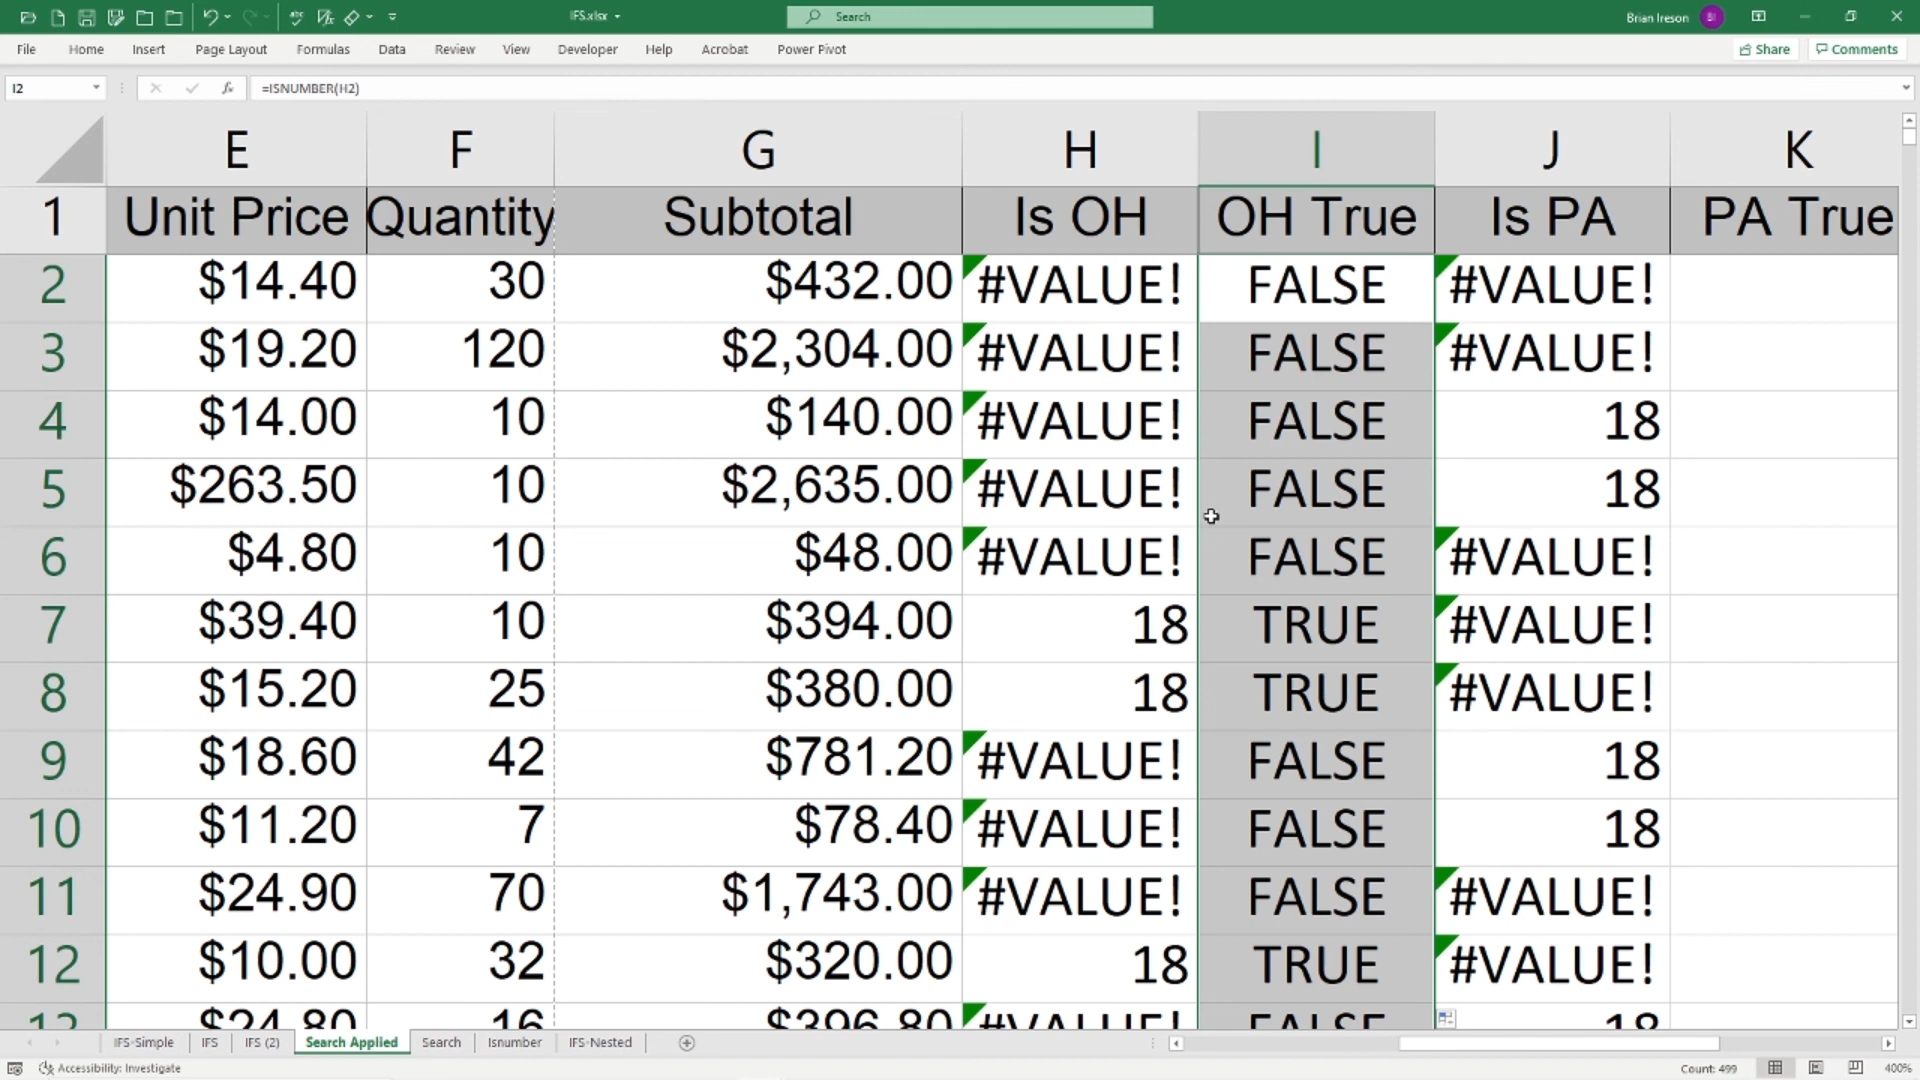 IFS.xlsx
Search
Brian Ireson
BI
File Home Insert Page Layout Formulas Data Review View Developer Help Acrobat Power Pivot
Share Comments
I2 fx =ISNUMBER(H2)
E F G H I J K
1 Unit Price Quantity Subtotal Is OH OH True Is PA PA True
2 $14.40 30 $432.00 #VALUE! FALSE #VALUE!
3 $19.20 120 $2,304.00 #VALUE! FALSE #VALUE!
4 $14.00 10 $140.00 #VALUE! FALSE 18
5 $263.50 10 $2,635.00 #VALUE! FALSE 18
6 $4.80 10 $48.00 #VALUE! FALSE #VALUE!
7 $39.40 10 $394.00 18 TRUE #VALUE!
8 $15.20 25 $380.00 18 TRUE #VALUE!
9 $18.60 42 $781.20 #VALUE! FALSE 18
10 $11.20 7 $78.40 #VALUE! FALSE 18
11 $24.90 70 $1,743.00 #VALUE! FALSE #VALUE!
12 $10.00 32 $320.00 18 TRUE #VALUE!
13 $24.80 16 $396.80 #VALUE! FALSE 18
IFS-Simple IFS IFS (2) Search Applied Search Isnumber IFS-Nested
Accessibility: Investigate
Count: 499
400%